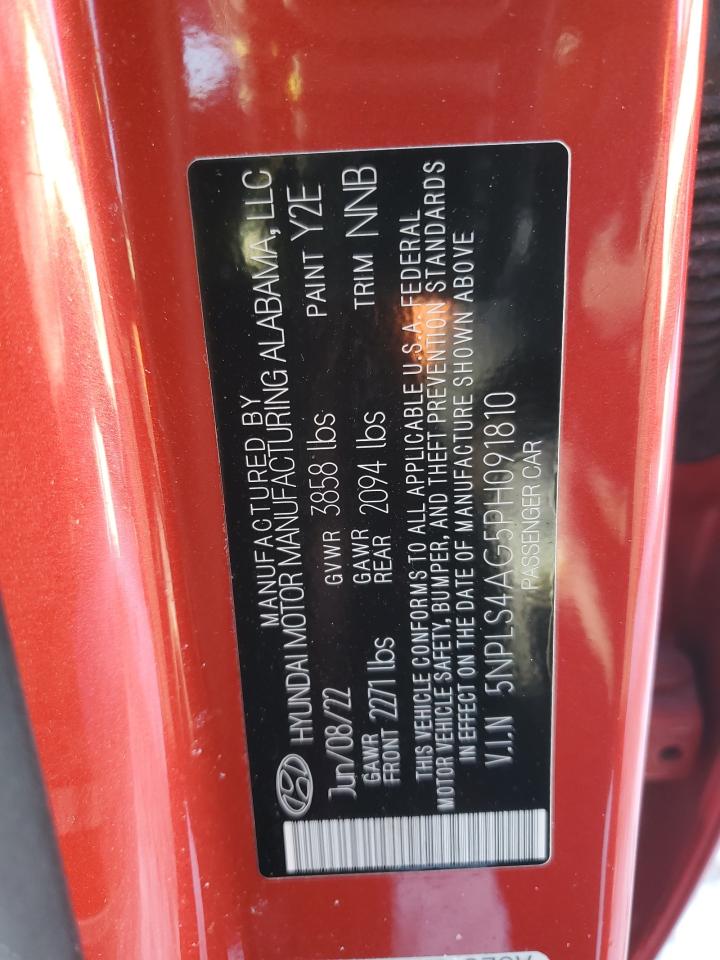 MANUFACTURED BY
HYUNDAI MOTOR MANUFACTURING ALABAMA, LLC
Jun/08/22 GVWR 3858 lbs PAINT Y2E
GAWR FRONT 2271 lbs GAWR REAR 2094 lbs TRIM NNB
THIS VEHICLE CONFORMS TO ALL APPLICABLE U.S.A. FEDERAL
MOTOR VEHICLE SAFETY, BUMPER, AND THEFT PREVENTION STANDARDS
IN EFFECT ON THE DATE OF MANUFACTURE SHOWN ABOVE
V.I.N 5NPLS4AG5PH091810
PASSENGER CAR